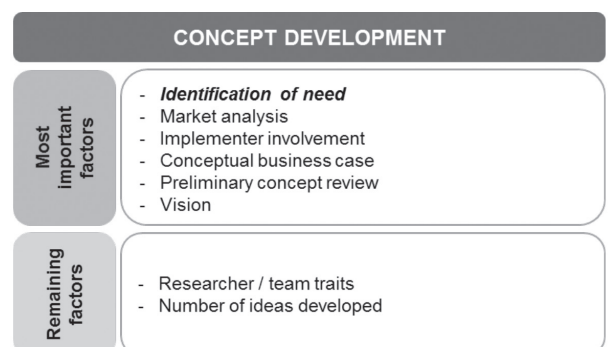 CONCEPT DEVELOPMENT
Most
important
factors
- Identification of need
- Market analysis
- Implementer involvement
- Conceptual business case
- Preliminary concept review
- Vision
Remaining
factors
- Researcher / team traits
- Number of ideas developed